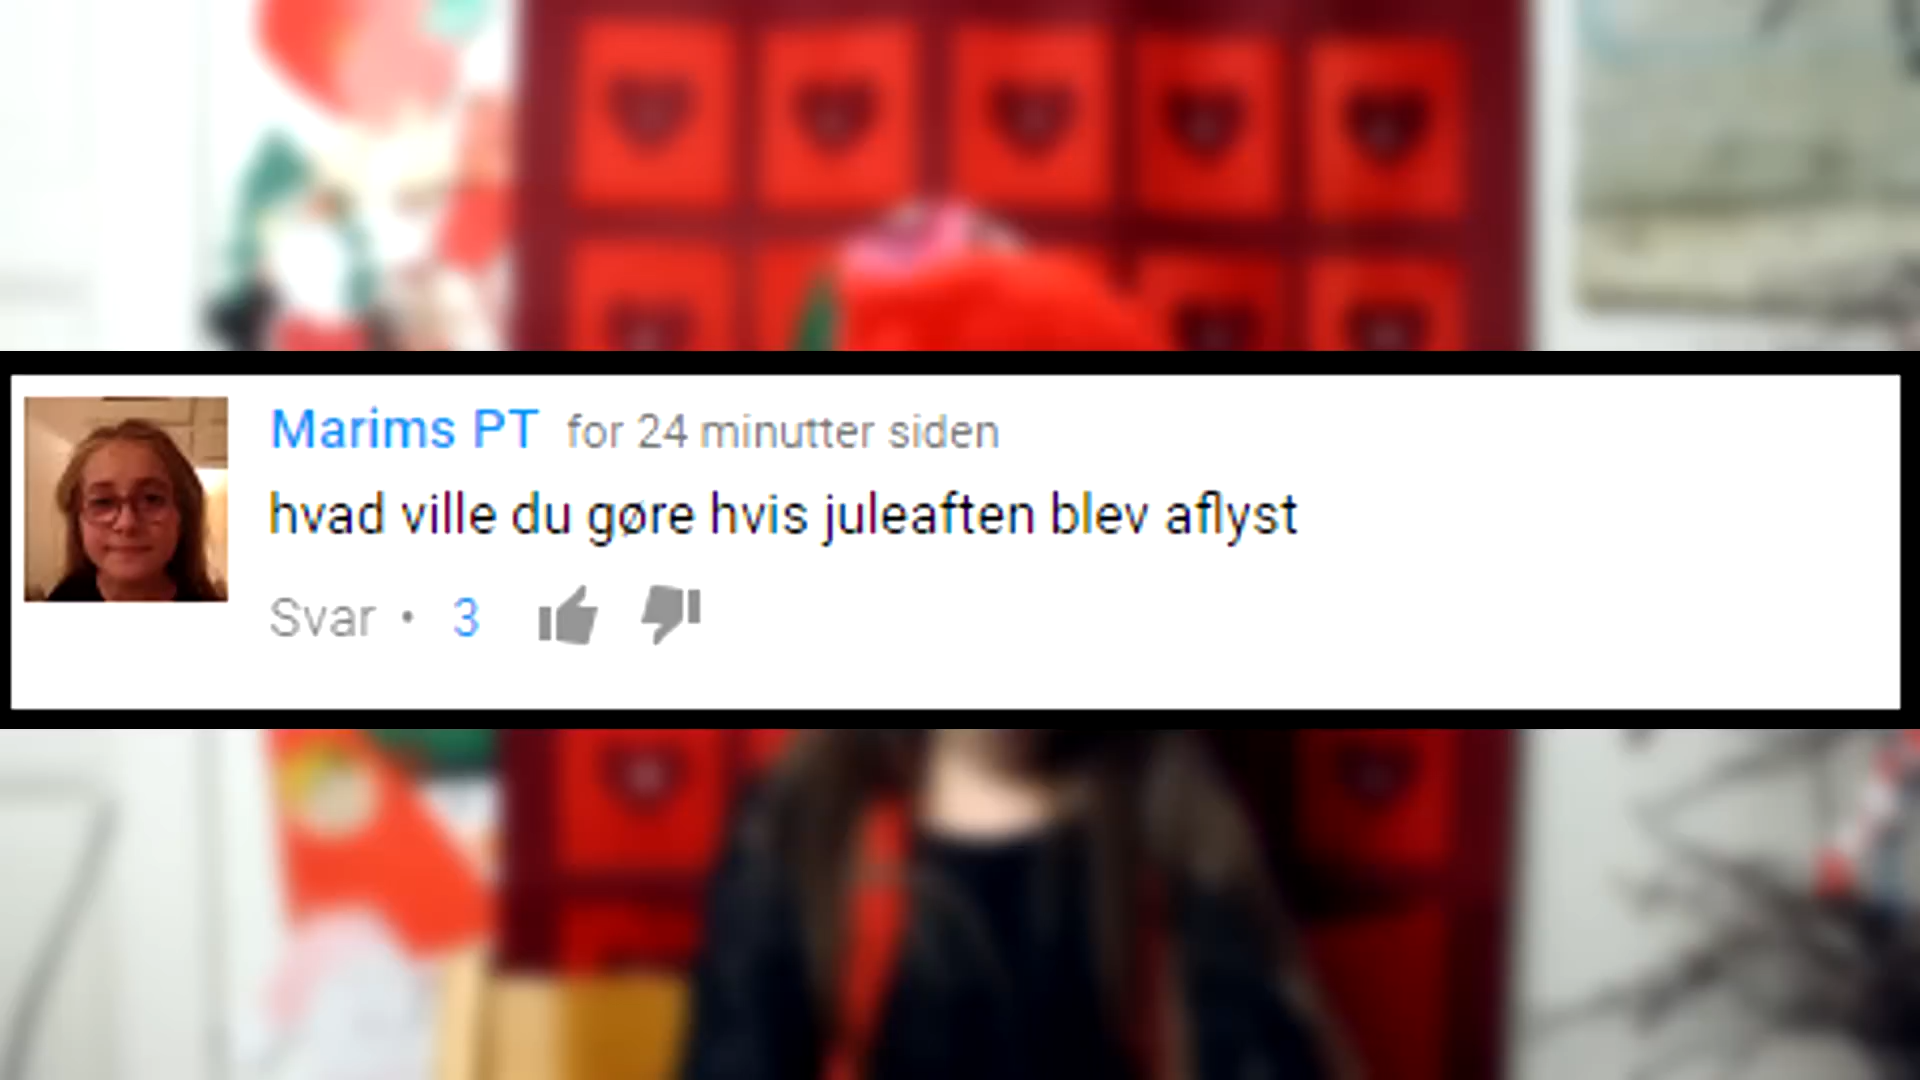 Marims PT for 24 minutter siden
hvad ville du gøre hvis juleaften blev aflyst
Svar • 3